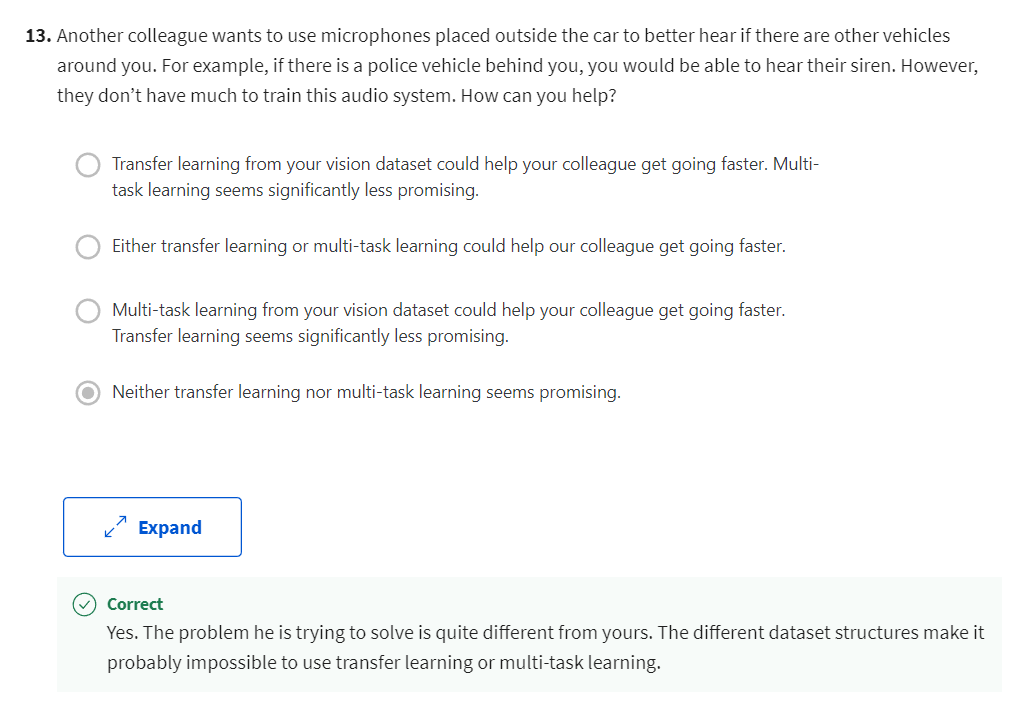 13. Another colleague wants to use microphones placed outside the car to better hear if there are other vehicles
around you. For example, if there is a police vehicle behind you, you would be able to hear their siren. However,
they don’t have much to train this audio system. How can you help?
Transfer learning from your vision dataset could help your colleague get going faster. Multi-
task learning seems significantly less promising.
Either transfer learning or multi-task learning could help our colleague get going faster.
Multi-task learning from your vision dataset could help your colleague get going faster.
Transfer learning seems significantly less promising.
Neither transfer learning nor multi-task learning seems promising.
Expand
Correct
Yes. The problem he is trying to solve is quite different from yours. The different dataset structures make it
probably impossible to use transfer learning or multi-task learning.